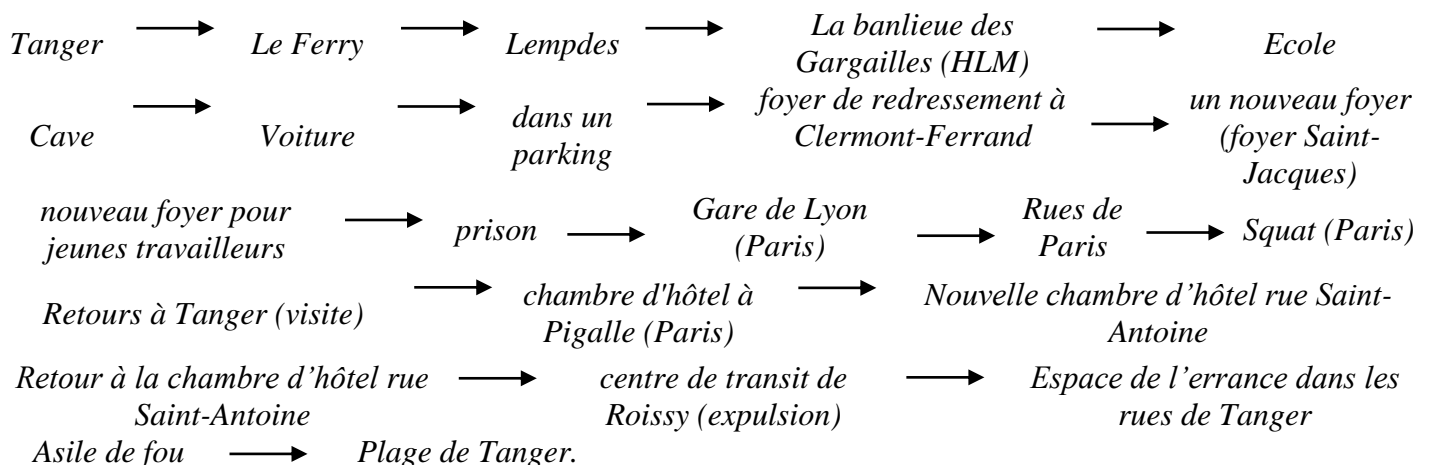 Tanger → Le Ferry → Lempdes → La banlieue des Gargailles (HLM) → Ecole
Cave → Voiture → dans un parking → foyer de redressement à Clermont-Ferrand → un nouveau foyer (foyer Saint-Jacques)
nouveau foyer pour jeunes travailleurs → prison → Gare de Lyon (Paris) → Rues de Paris → Squat (Paris)
Retours à Tanger (visite) → chambre d'hôtel à Pigalle (Paris) → Nouvelle chambre d’hôtel rue Saint-Antoine
Retour à la chambre d’hôtel rue Saint-Antoine → centre de transit de Roissy (expulsion) → Espace de l’errance dans les rues de Tanger
Asile de fou → Plage de Tanger.